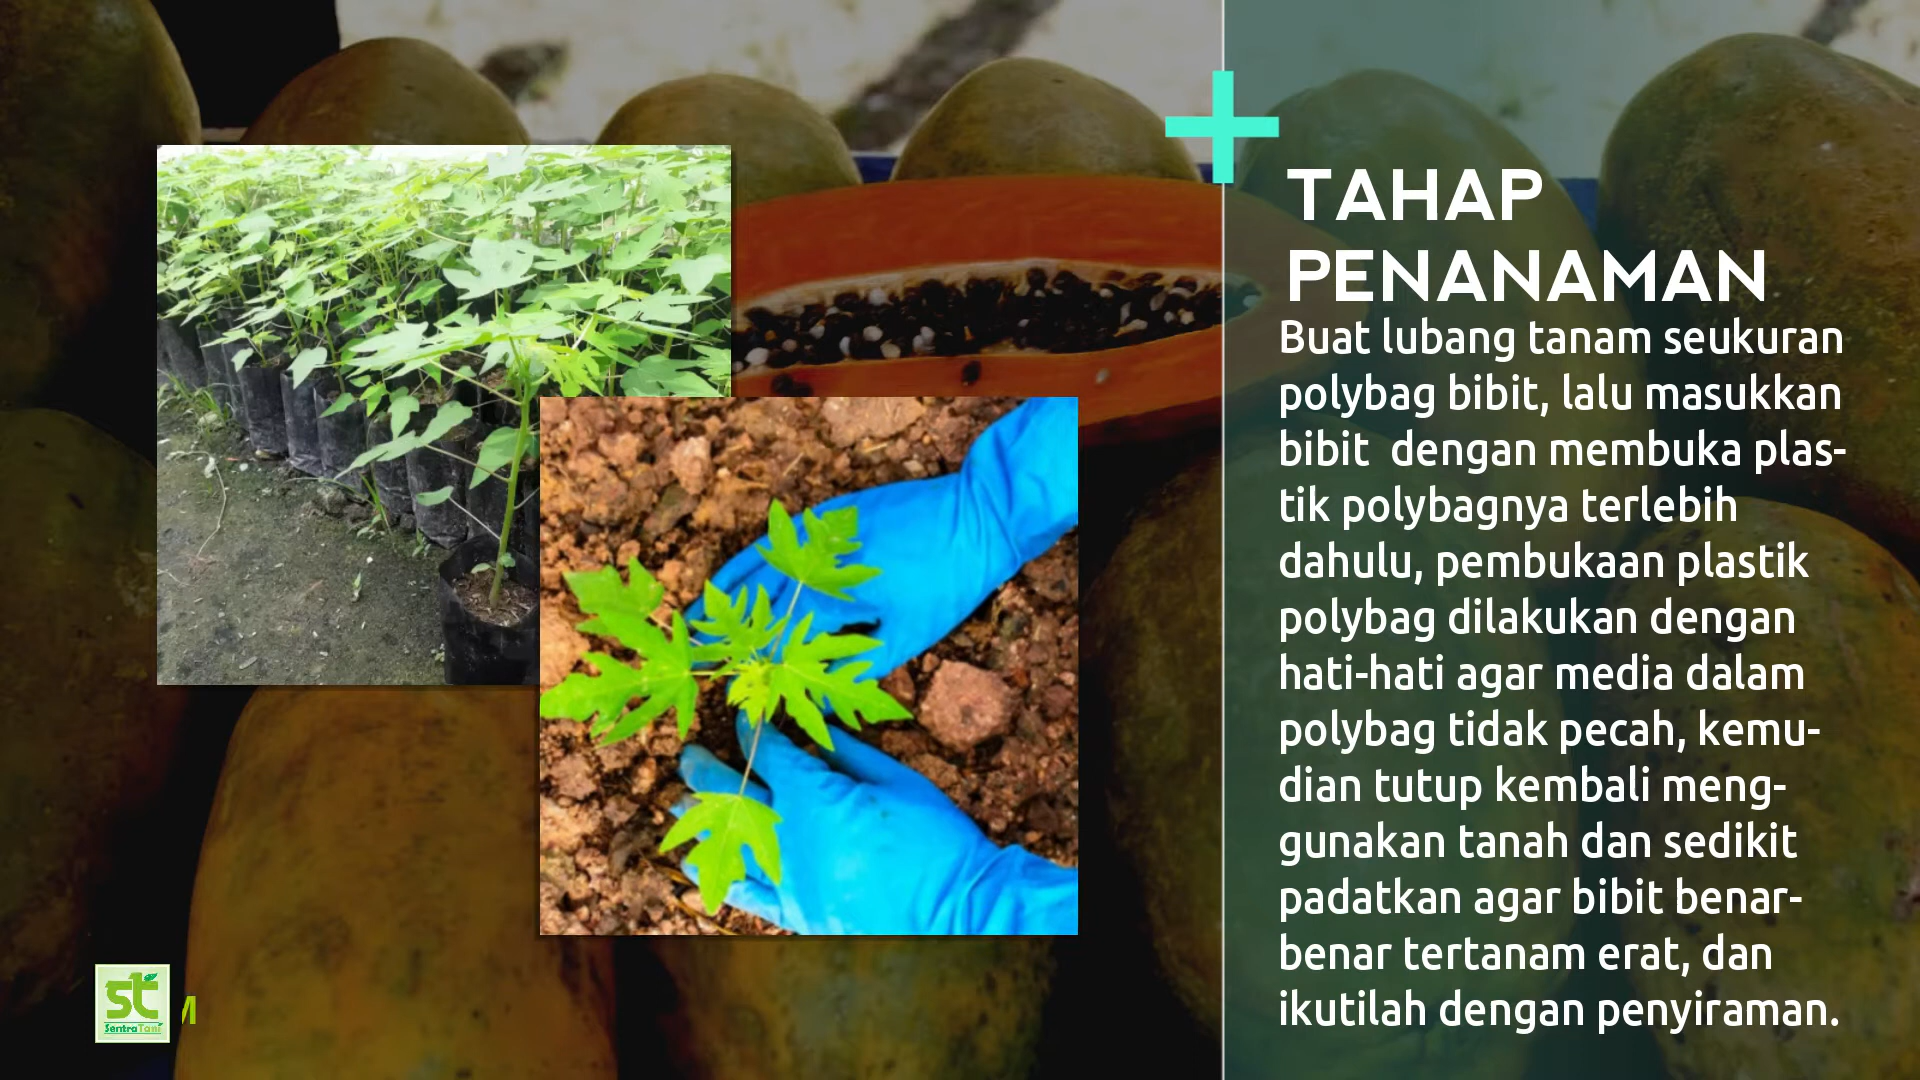 TAHAP
PENANAMAN
Buat lubang tanam seukuran
polybag bibit, lalu masukkan
bibit  dengan membuka plas-
tik polybagnya terlebih
dahulu, pembukaan plastik
polybag dilakukan dengan
hati-hati agar media dalam
polybag tidak pecah, kemu-
dian tutup kembali meng-
gunakan tanah dan sedikit
padatkan agar bibit benar-
benar tertanam erat, dan
ikutilah dengan penyiraman.
st
SentraTani
M